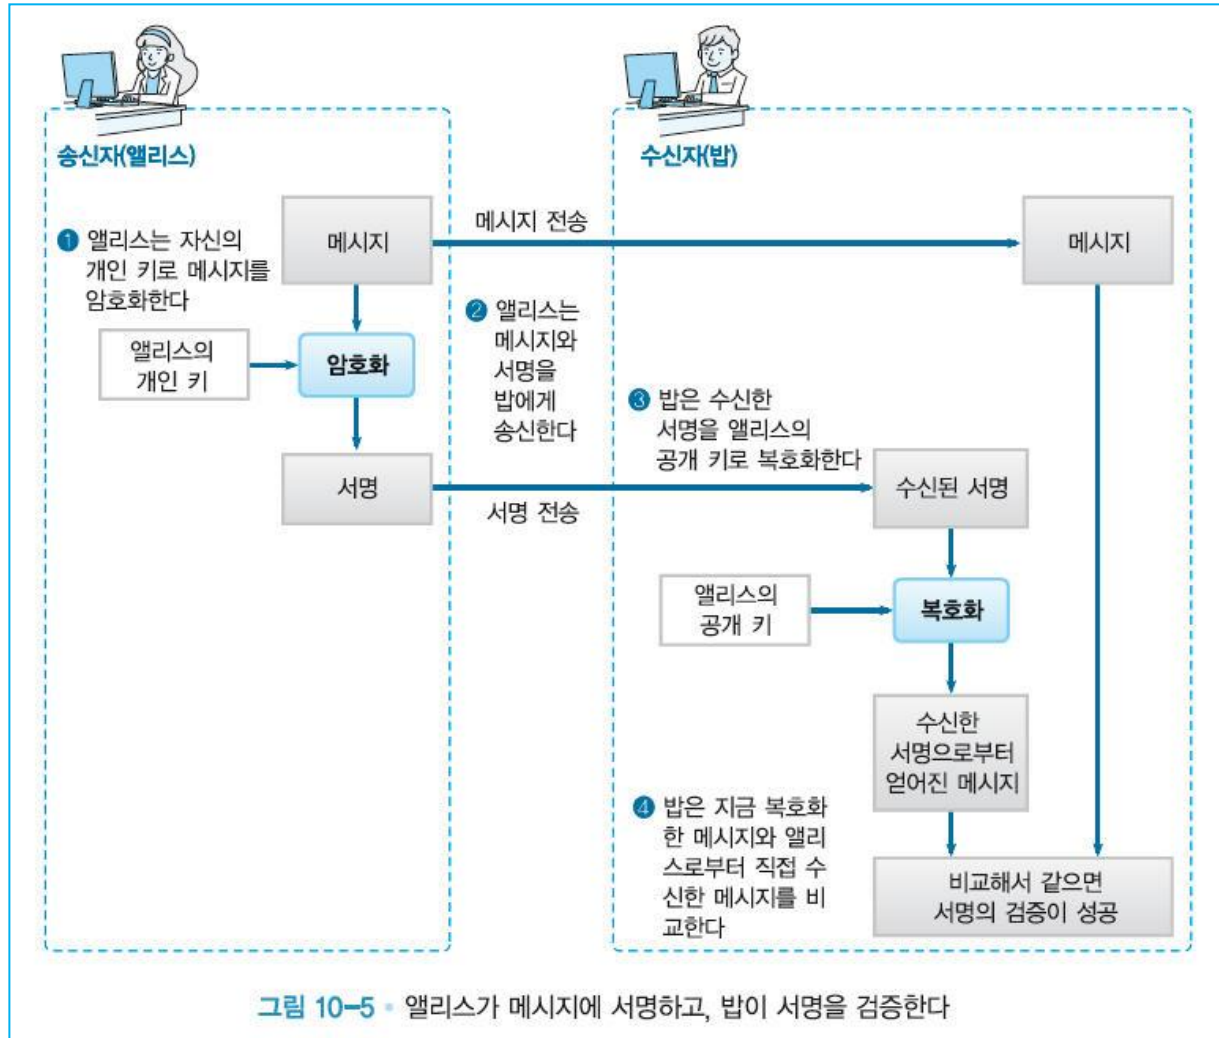 송신자(앨리스)
수신자(밥)
❶ 앨리스는 자신의
개인 키로 메시지를
암호화한다
메시지
메시지 전송
메시지
앨리스의
개인 키
암호화
❷ 앨리스는
메시지와
서명을
밥에게
송신한다
서명
서명 전송
❸ 밥은 수신한
서명을 앨리스의
공개 키로 복호화한다
수신된 서명
앨리스의
공개 키
복호화
수신한
서명으로부터
얻어진 메시지
❹ 밥은 지금 복호화
한 메시지와 앨리
스로부터 직접 수
신한 메시지를 비
교한다
비교해서 같으면
서명의 검증이 성공
그림 10-5 • 앨리스가 메시지에 서명하고, 밥이 서명을 검증한다